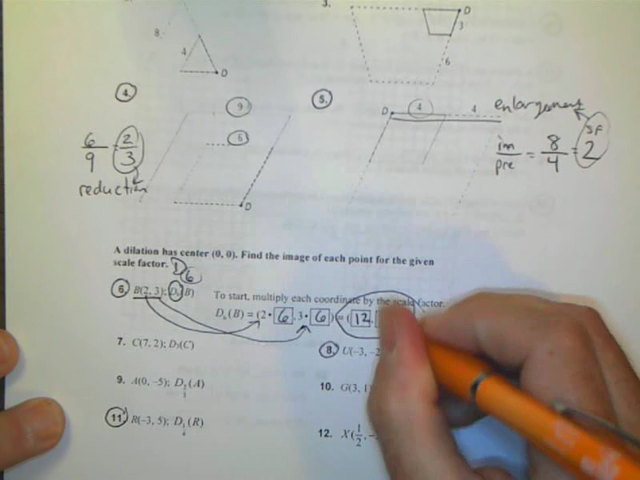 3.
D
8
4
D
3
6
4.
9
6
D
6/9 = 2/3
reduction
5.
D
4
4
enlargement
im/pre = 8/4 = 2
SF
A dilation has center (0, 0). Find the image of each point for the given
scale factor.
D6
6. B(2, 3); D6(B)
To start, multiply each coordinate by the scale factor.
D6(B) = (2 • 6, 3 • 6) = (12,
7. C(7, 2);
8. U(-3, -2
9. A(0, -5);
10. G(3,
11. R(-3, 5);
12. X(1/2, -